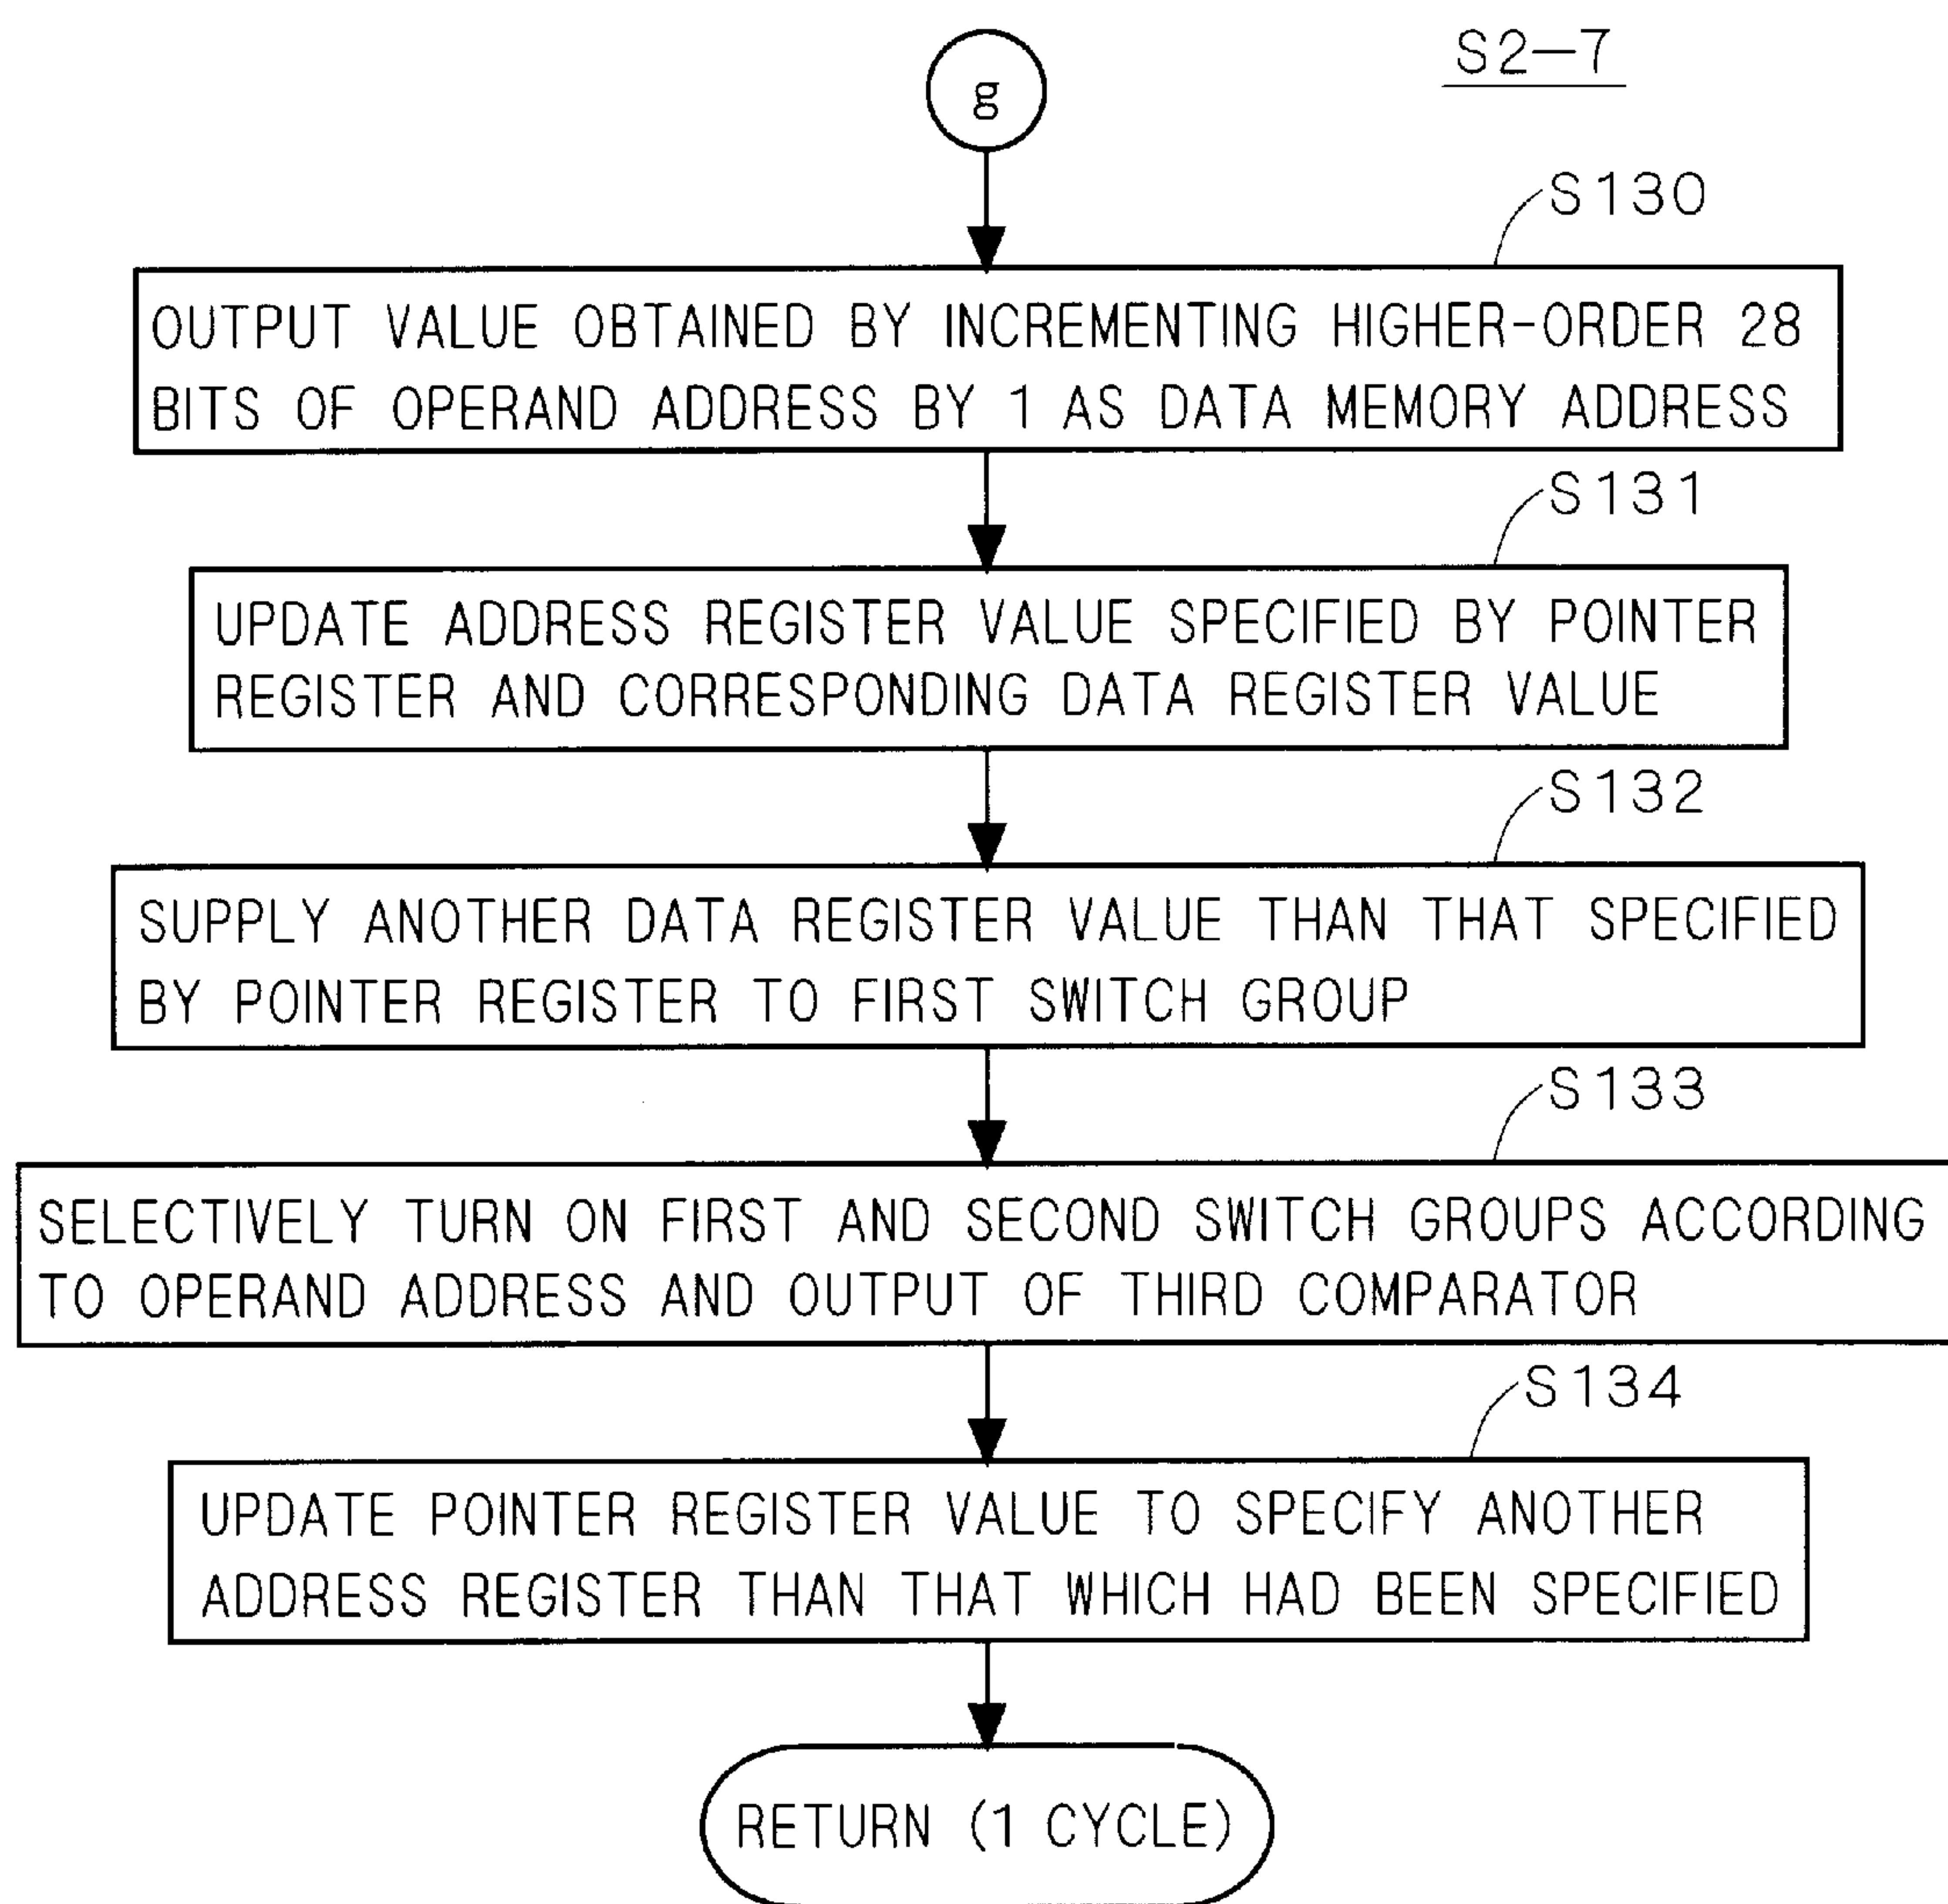 S2-7
g
S130
OUTPUT VALUE OBTAINED BY INCREMENTING HIGHER-ORDER 28
BITS OF OPERAND ADDRESS BY 1 AS DATA MEMORY ADDRESS
S131
UPDATE ADDRESS REGISTER VALUE SPECIFIED BY POINTER
REGISTER AND CORRESPONDING DATA REGISTER VALUE
S132
SUPPLY ANOTHER DATA REGISTER VALUE THAN THAT SPECIFIED
BY POINTER REGISTER TO FIRST SWITCH GROUP
S133
SELECTIVELY TURN ON FIRST AND SECOND SWITCH GROUPS ACCORDING
TO OPERAND ADDRESS AND OUTPUT OF THIRD COMPARATOR
S134
UPDATE POINTER REGISTER VALUE TO SPECIFY ANOTHER
ADDRESS REGISTER THAN THAT WHICH HAD BEEN SPECIFIED
RETURN (1 CYCLE)